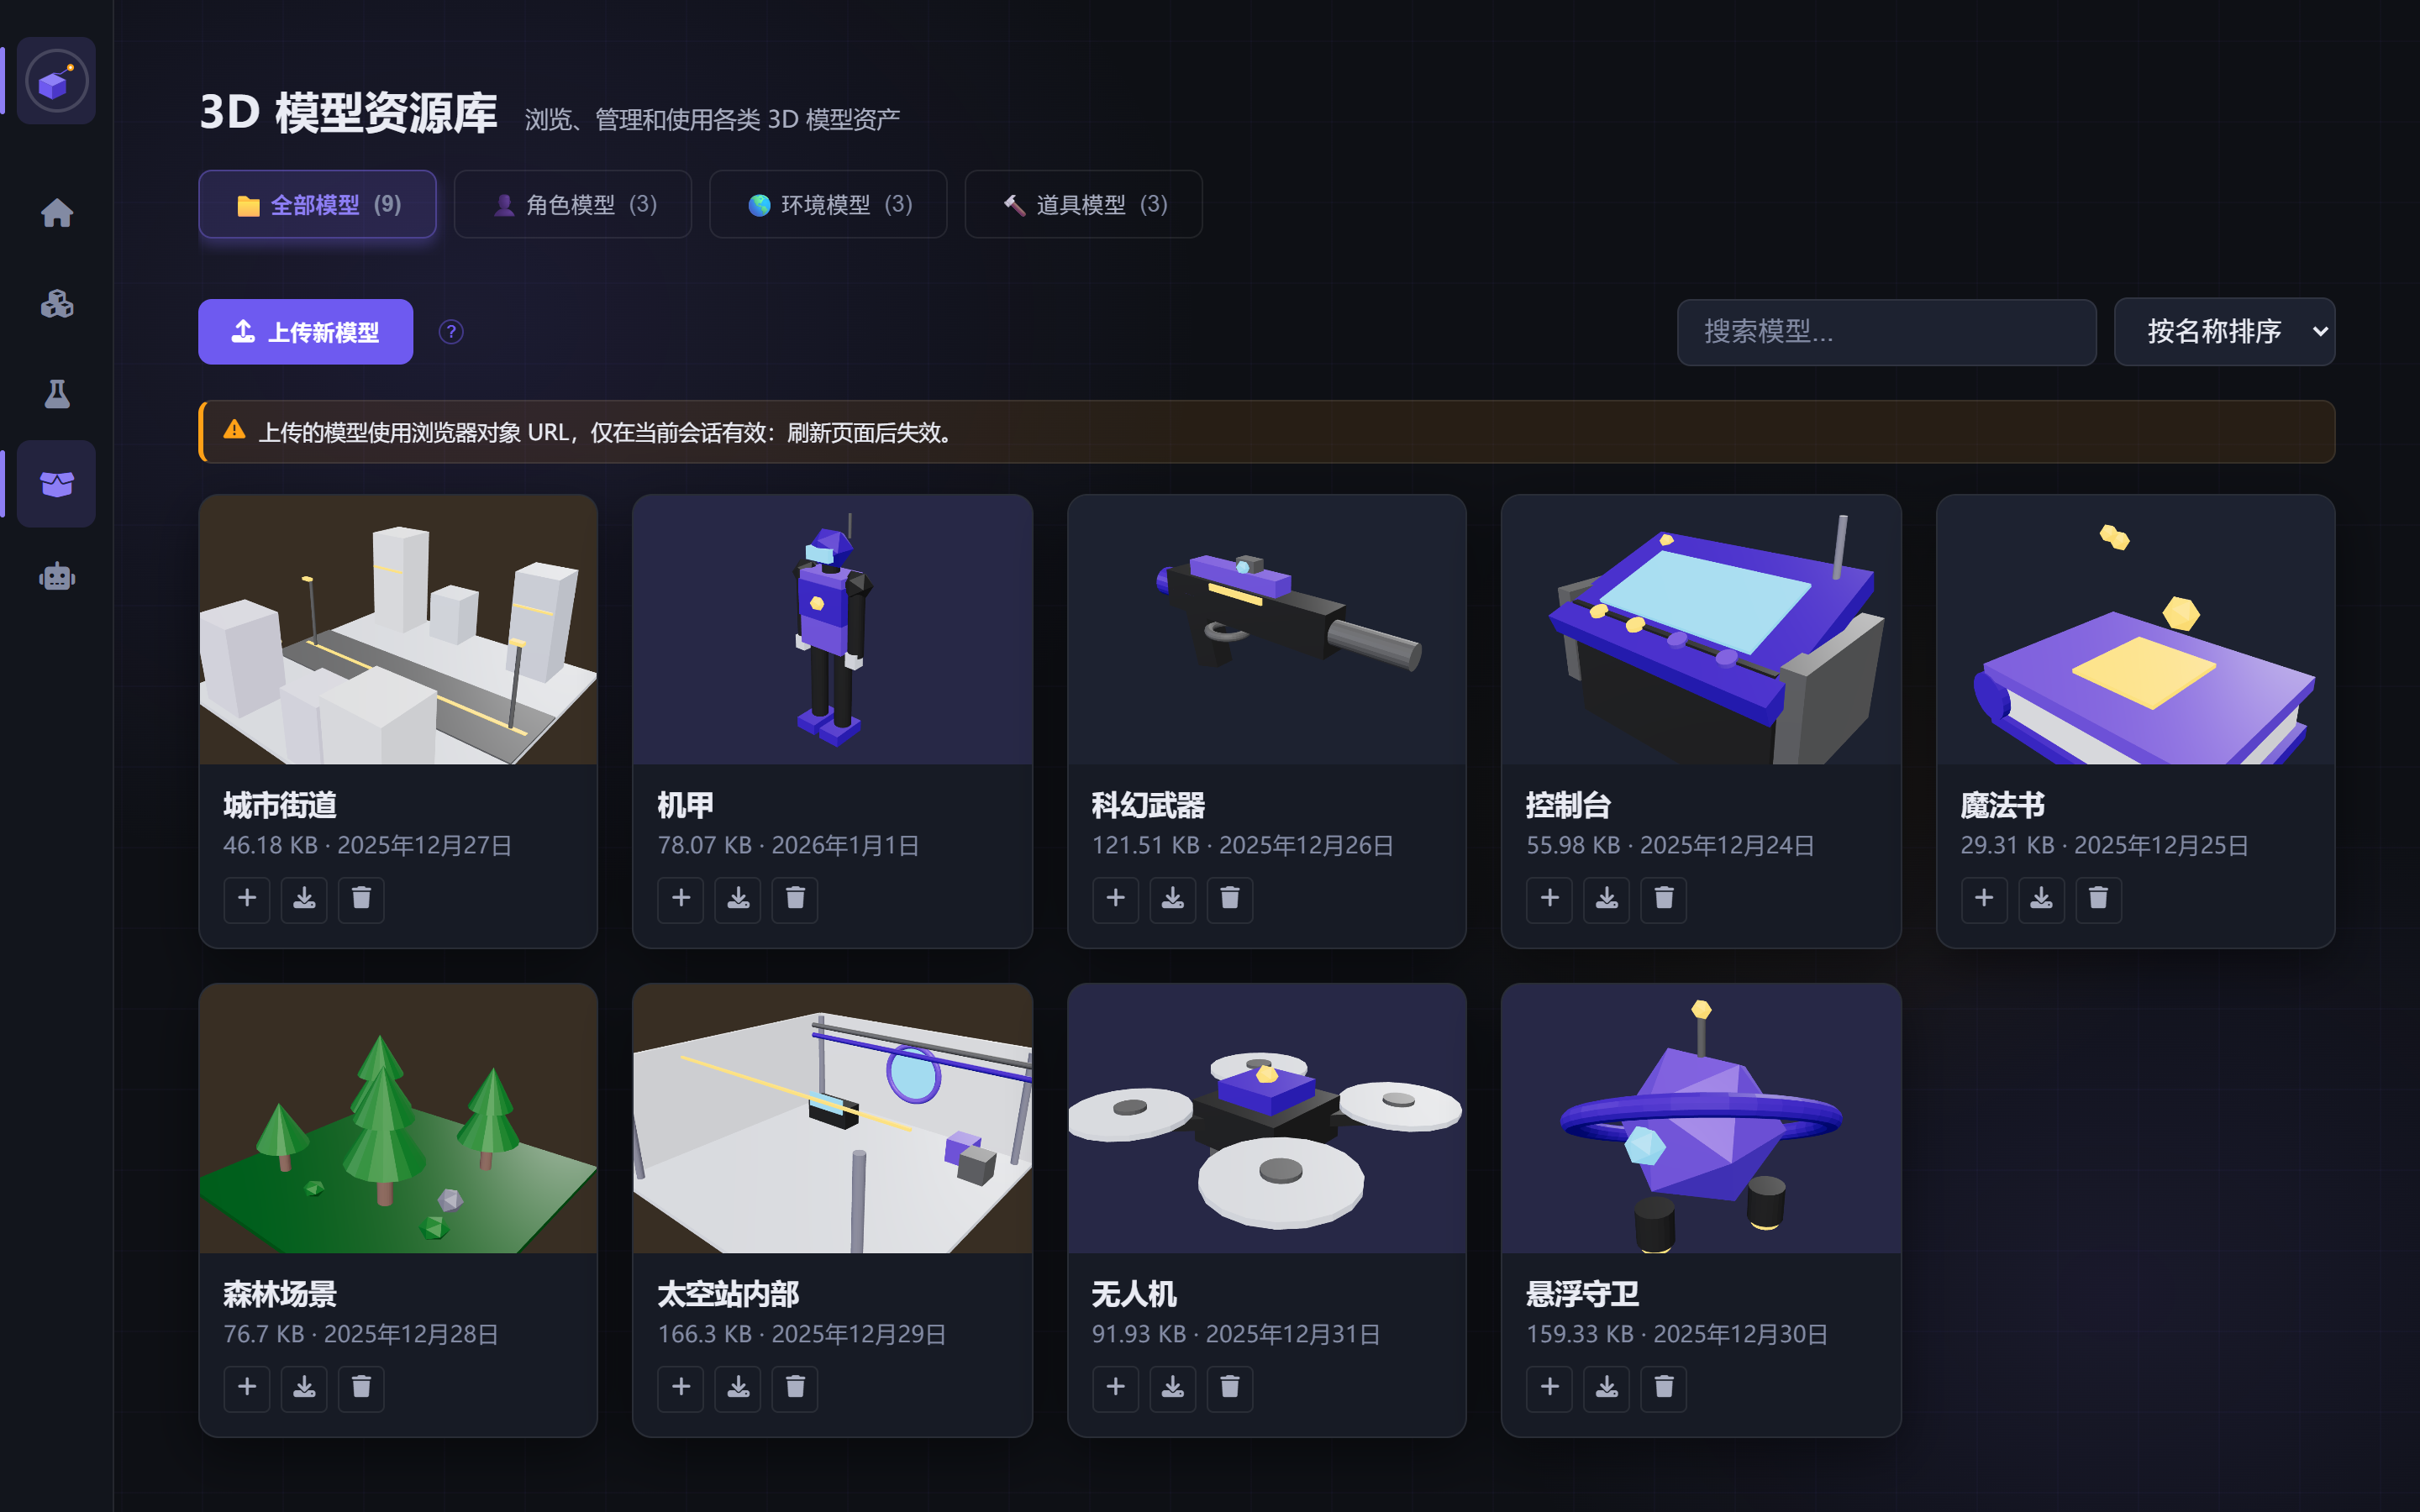 3D 模型资源库 浏览、管理和使用各类 3D 模型资产
全部模型 (9) 角色模型 (3) 环境模型 (3) 道具模型 (3)
上传新模型 ? 搜索模型... 按名称排序
上传的模型使用浏览器对象 URL，仅在当前会话有效：刷新页面后失效。
城市街道
46.18 KB · 2025年12月27日
机甲
78.07 KB · 2026年1月1日
科幻武器
121.51 KB · 2025年12月26日
控制台
55.98 KB · 2025年12月24日
魔法书
29.31 KB · 2025年12月25日
森林场景
76.7 KB · 2025年12月28日
太空站内部
166.3 KB · 2025年12月29日
无人机
91.93 KB · 2025年12月31日
悬浮守卫
159.33 KB · 2025年12月30日